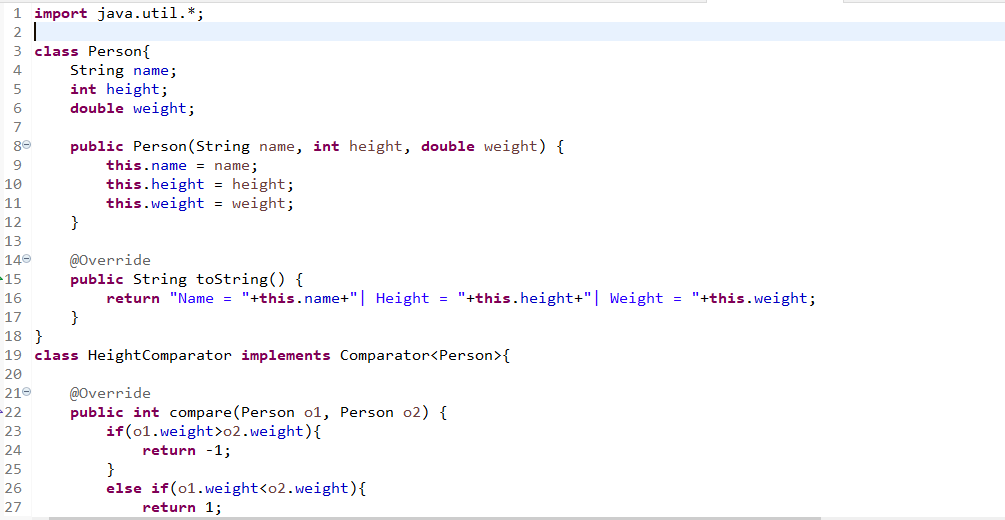 1 import java.util.*;
2
3 class Person{
4     String name;
5     int height;
6     double weight;
7
8     public Person(String name, int height, double weight) {
9         this.name = name;
10         this.height = height;
11         this.weight = weight;
12     }
13
14     @Override
15     public String toString() {
16         return "Name = "+this.name+"| Height = "+this.height+"| Weight = "+this.weight;
17     }
18 }
19 class HeightComparator implements Comparator<Person>{
20
21     @Override
22     public int compare(Person o1, Person o2) {
23         if(o1.weight>o2.weight){
24             return -1;
25         }
26         else if(o1.weight<o2.weight){
27             return 1;